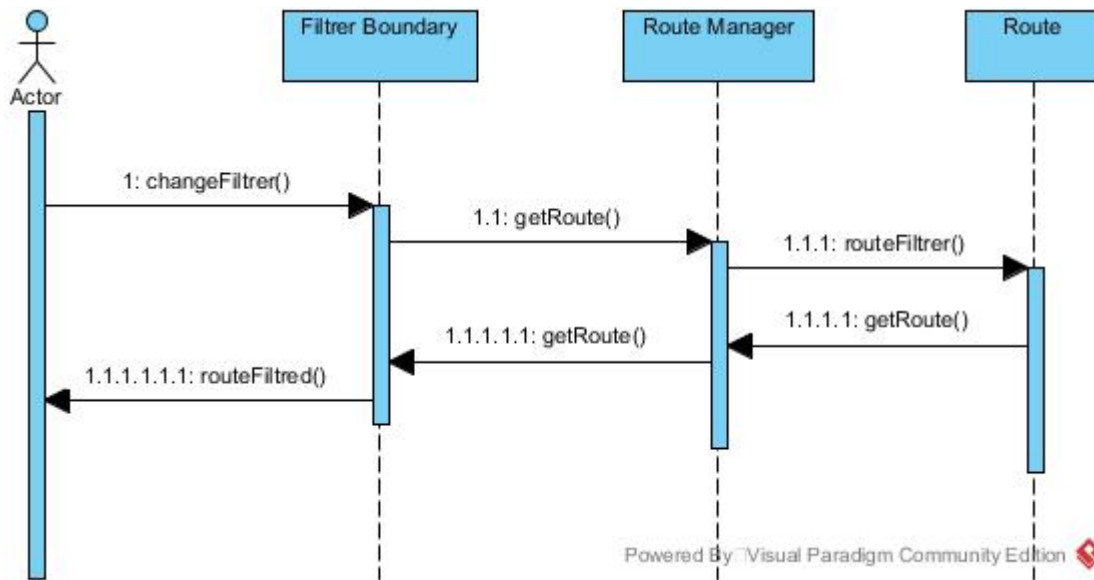 Filtrer Boundary
Route Manager
Route
Actor
1: changeFiltrer()
1.1: getRoute()
1.1.1: routeFiltrer()
1.1.1.1: getRoute()
1.1.1.1.1: getRoute()
1.1.1.1.1.1: routeFiltred()
Powered By Visual Paradigm Community Edition